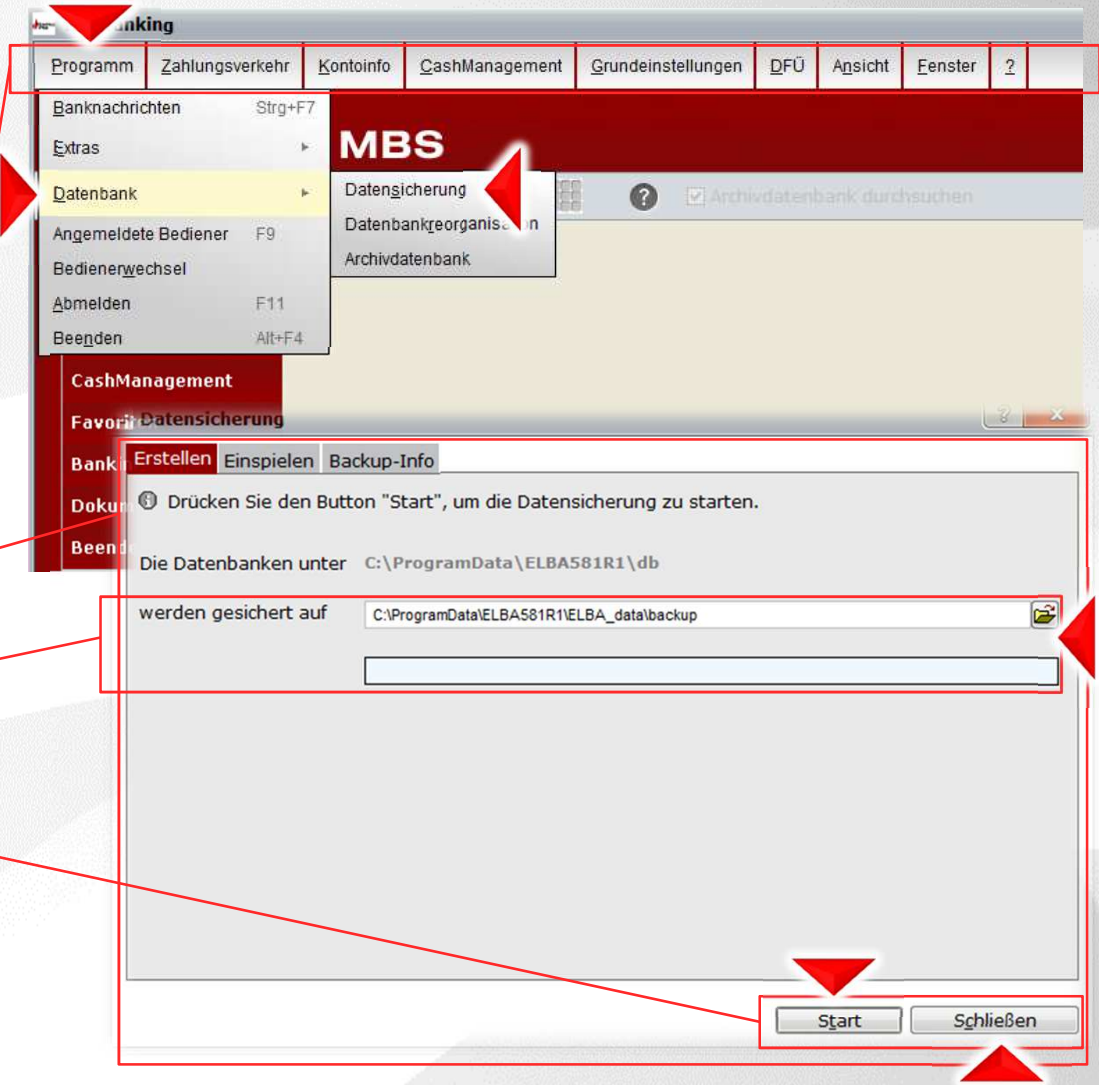 king
Programm Zahlungsverkehr Kontoinfo CashManagement Grundeinstellungen DFÜ Ansicht Fenster ?
Banknachrichten Strg+F7
Extras
MBS
Datenbank
Datensicherung
Archivdatenbank durchsuchen
Angemeldete Bediener F9
Bedienerwechsel
Archivdatenbank
Abmelden F11
Beenden Alt+F4
CashManagement
Datensicherung
Erstellen Einspielen Backup-Info
Drücken Sie den Button "Start", um die Datensicherung zu starten.
Die Datenbanken unter C:\ProgramData\ELBA581R1\db
werden gesichert auf C:\ProgramData\ELBA581R1\ELBA_data\backup
Start Schließen